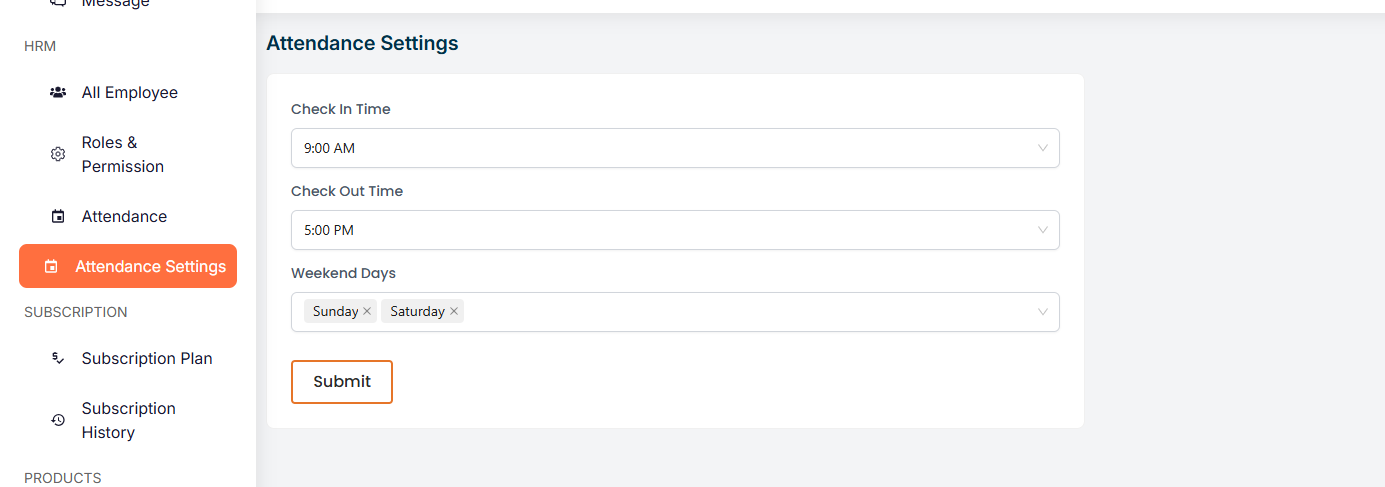 Message
HRM
All Employee
Roles &
Permission
Attendance
Attendance Settings
SUBSCRIPTION
Subscription Plan
Subscription
History
PRODUCTS
Attendance Settings
Check In Time
9:00 AM
Check Out Time
5:00 PM
Weekend Days
Sunday Saturday
Submit